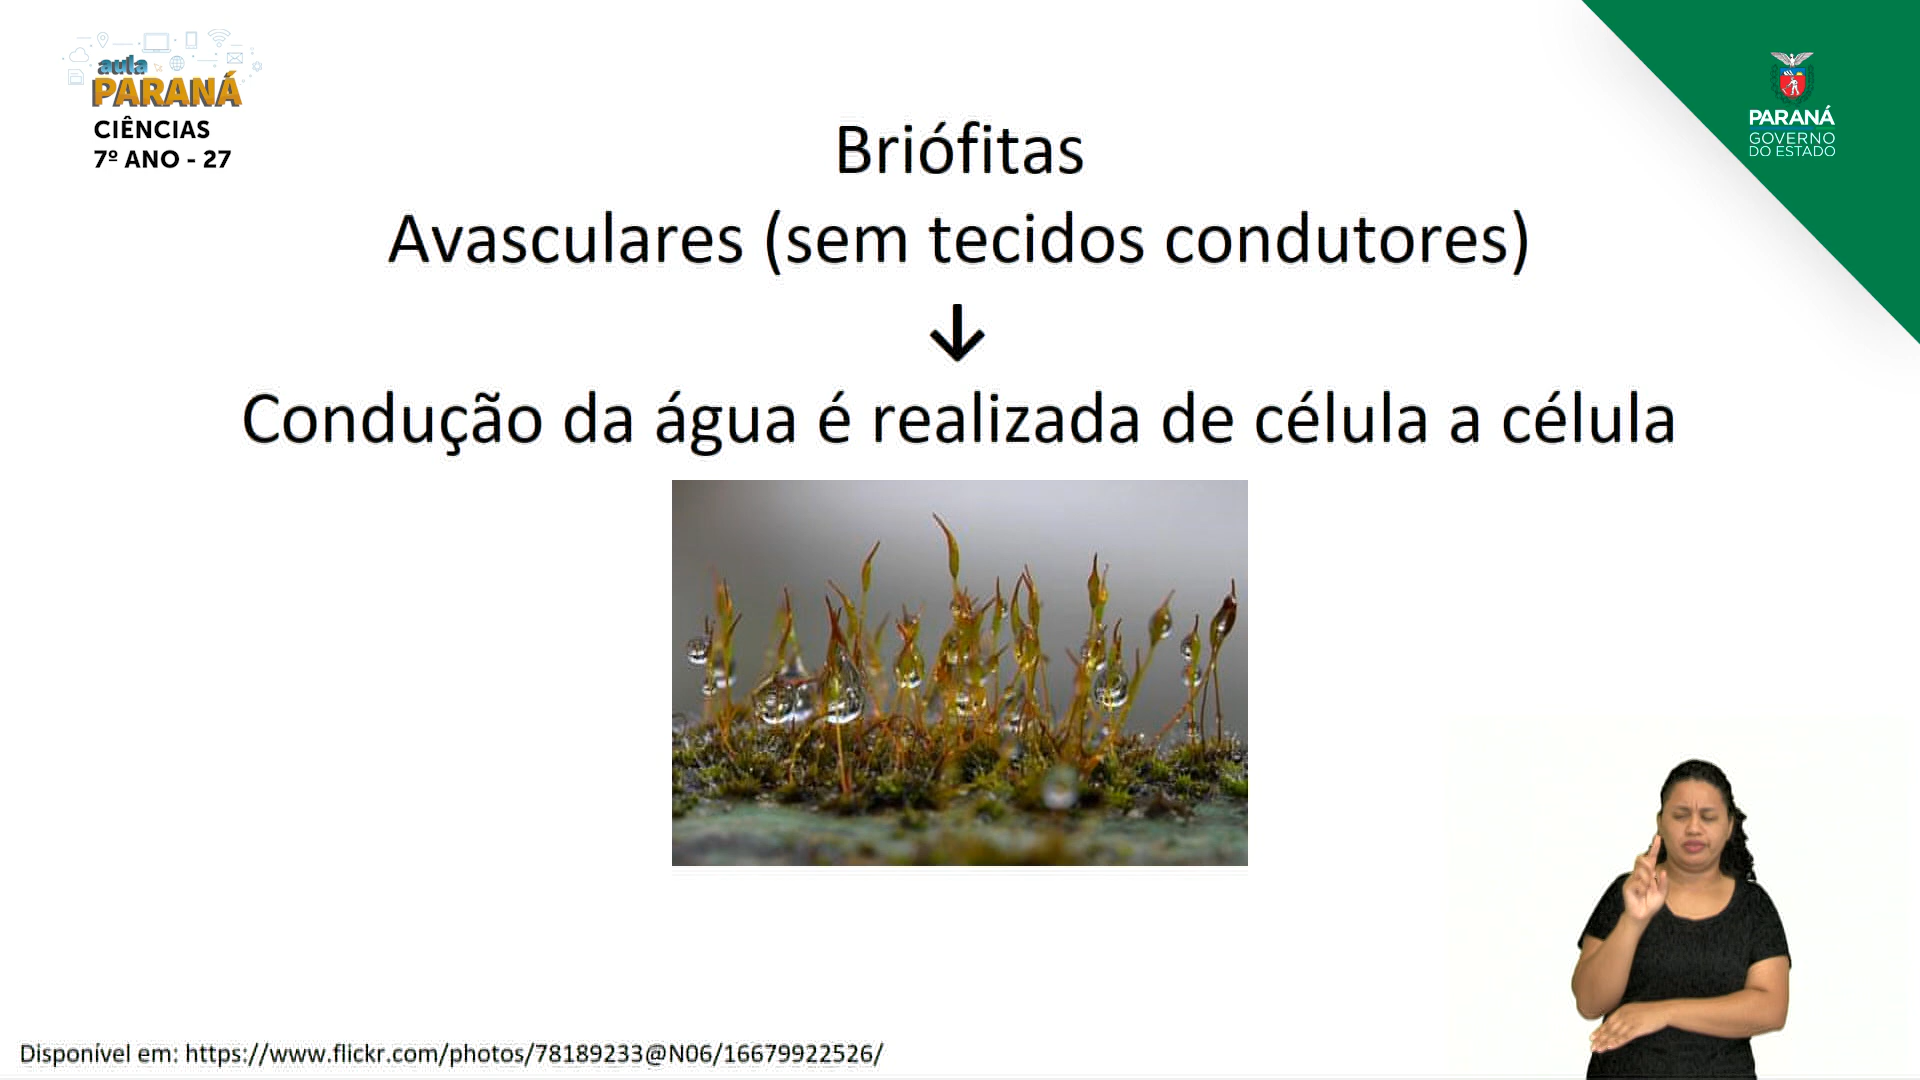 aula
PARANÁ
CIÊNCIAS
7º ANO - 27
PARANÁ
GOVERNO
DO ESTADO
Briófitas
Avasculares (sem tecidos condutores)
↓
Condução da água é realizada de célula a célula
Disponível em: https://www.flickr.com/photos/78189233@N06/16679922526/